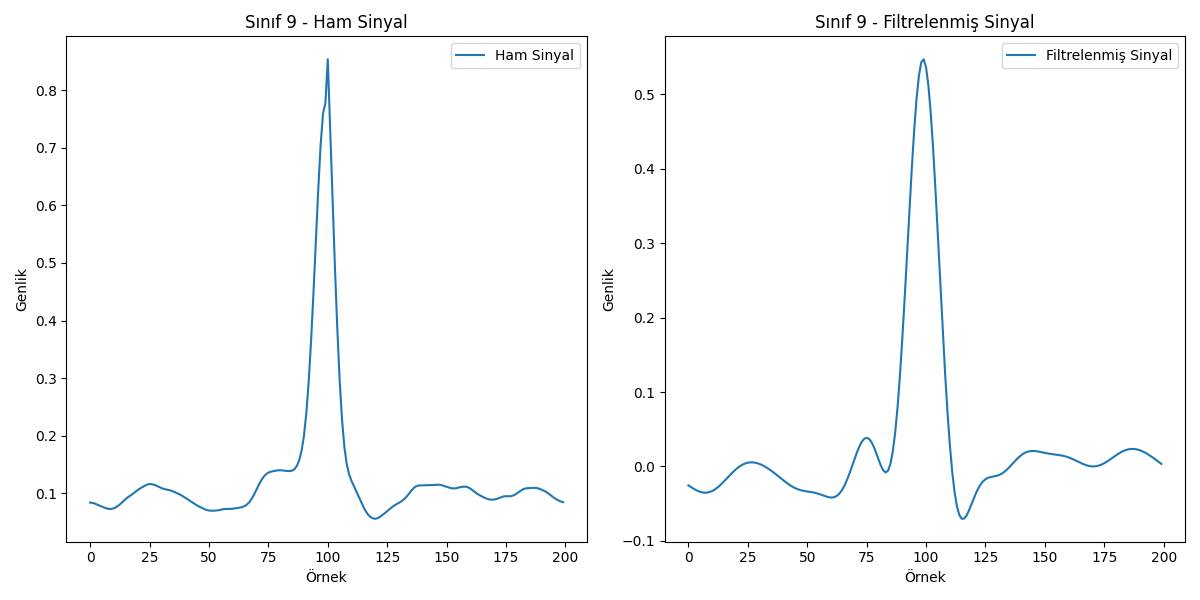 Sınıf 9 - Ham Sinyal
Ham Sinyal
Genlik
0.8
0.7
0.6
0.5
0.4
0.3
0.2
0.1
0 25 50 75 100 125 150 175 200
Örnek
Sınıf 9 - Filtrelenmiş Sinyal
Filtrelenmiş Sinyal
Genlik
0.5
0.4
0.3
0.2
0.1
0.0
−0.1
0 25 50 75 100 125 150 175 200
Örnek